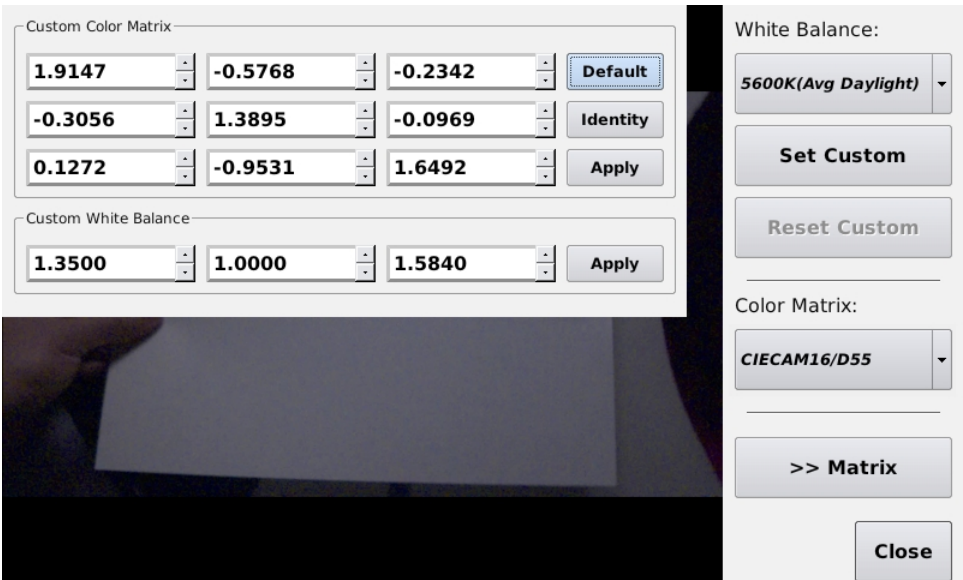 Custom Color Matrix
1.9147 -0.5768 -0.2342 Default
-0.3056 1.3895 -0.0969 Identity
0.1272 -0.9531 1.6492 Apply
Custom White Balance
1.3500 1.0000 1.5840 Apply
White Balance:
5600K(Avg Daylight)
Set Custom
Reset Custom
Color Matrix:
CIECAM16/D55
>> Matrix
Close